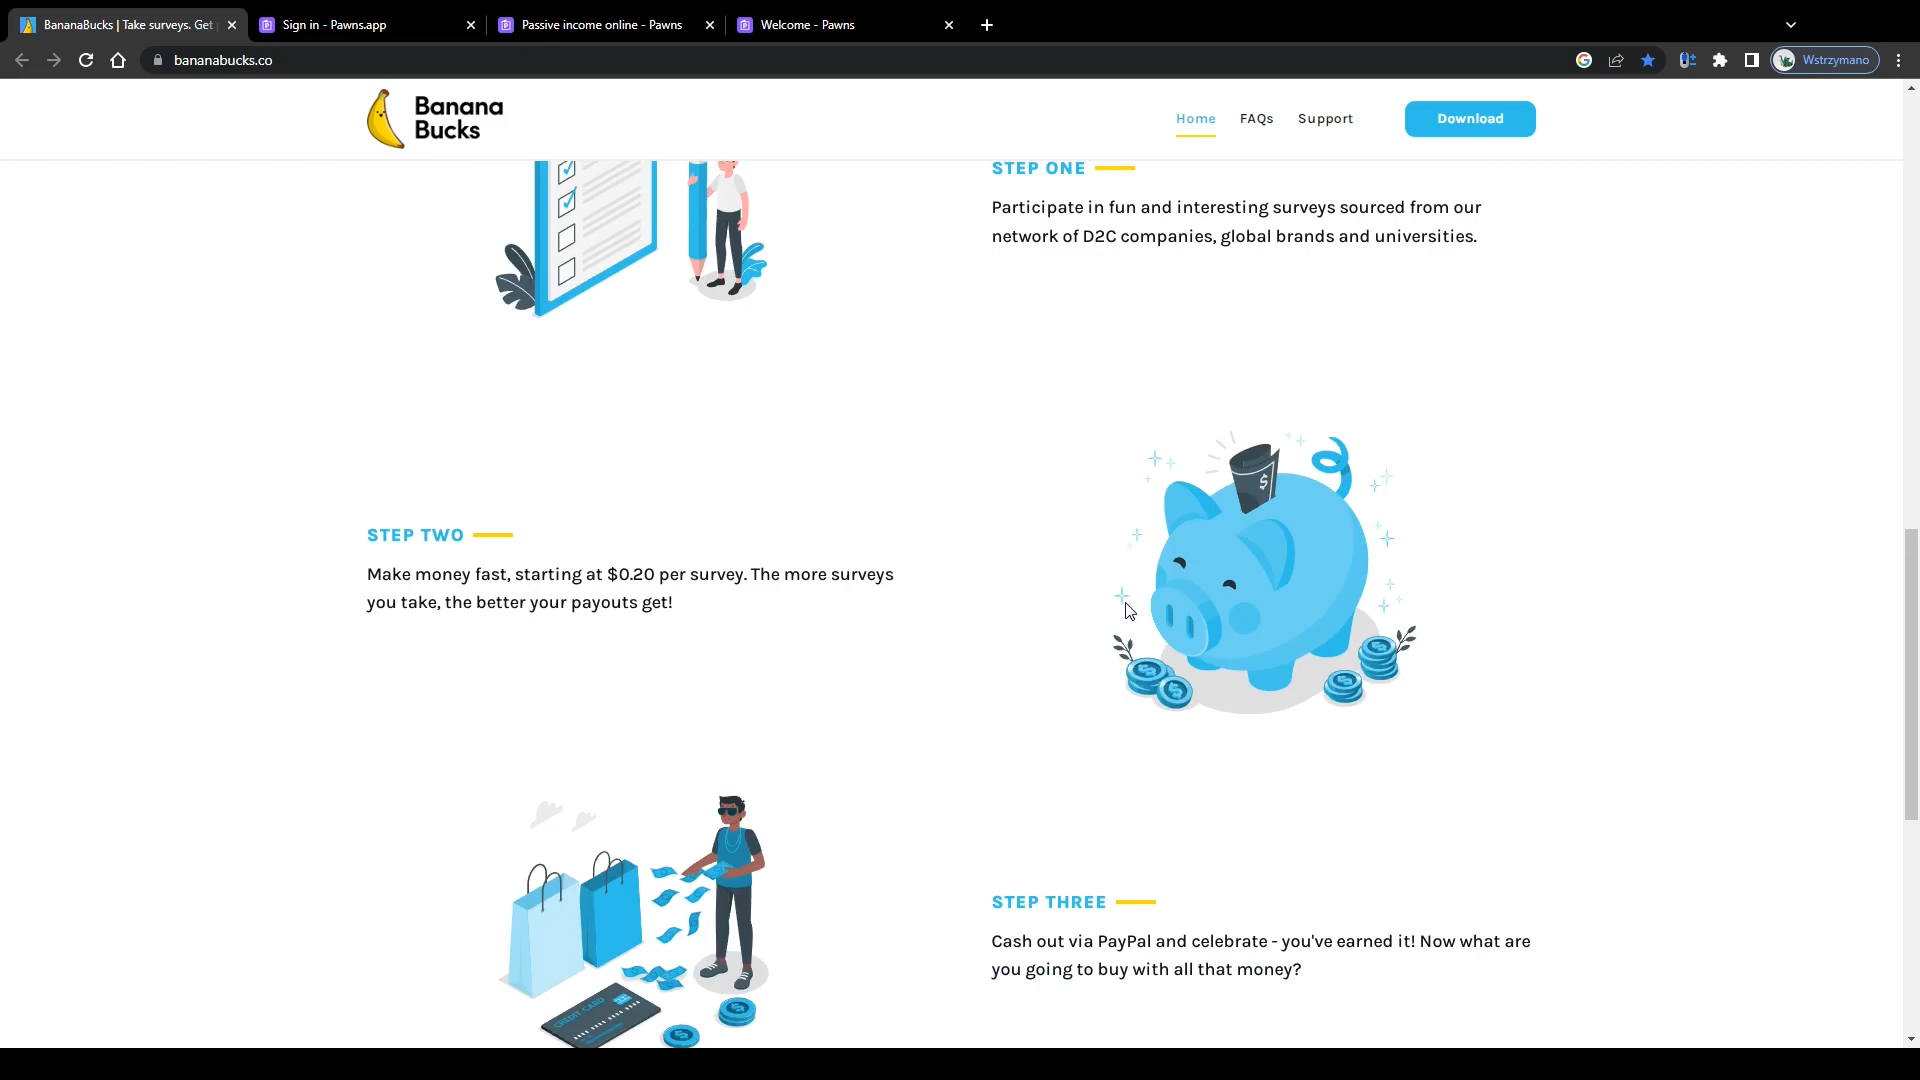 BananaBucks | Take surveys. Get
Sign in - Pawns.app
Passive income online - Pawns
Welcome - Pawns
bananabucks.co
Wstrzymano
Banana
Bucks
Home
FAQs
Support
Download
STEP ONE
Participate in fun and interesting surveys sourced from our
network of D2C companies, global brands and universities.
STEP TWO
Make money fast, starting at $0.20 per survey. The more surveys
you take, the better your payouts get!
CREDIT CARD
STEP THREE
Cash out via PayPal and celebrate - you've earned it! Now what are
you going to buy with all that money?